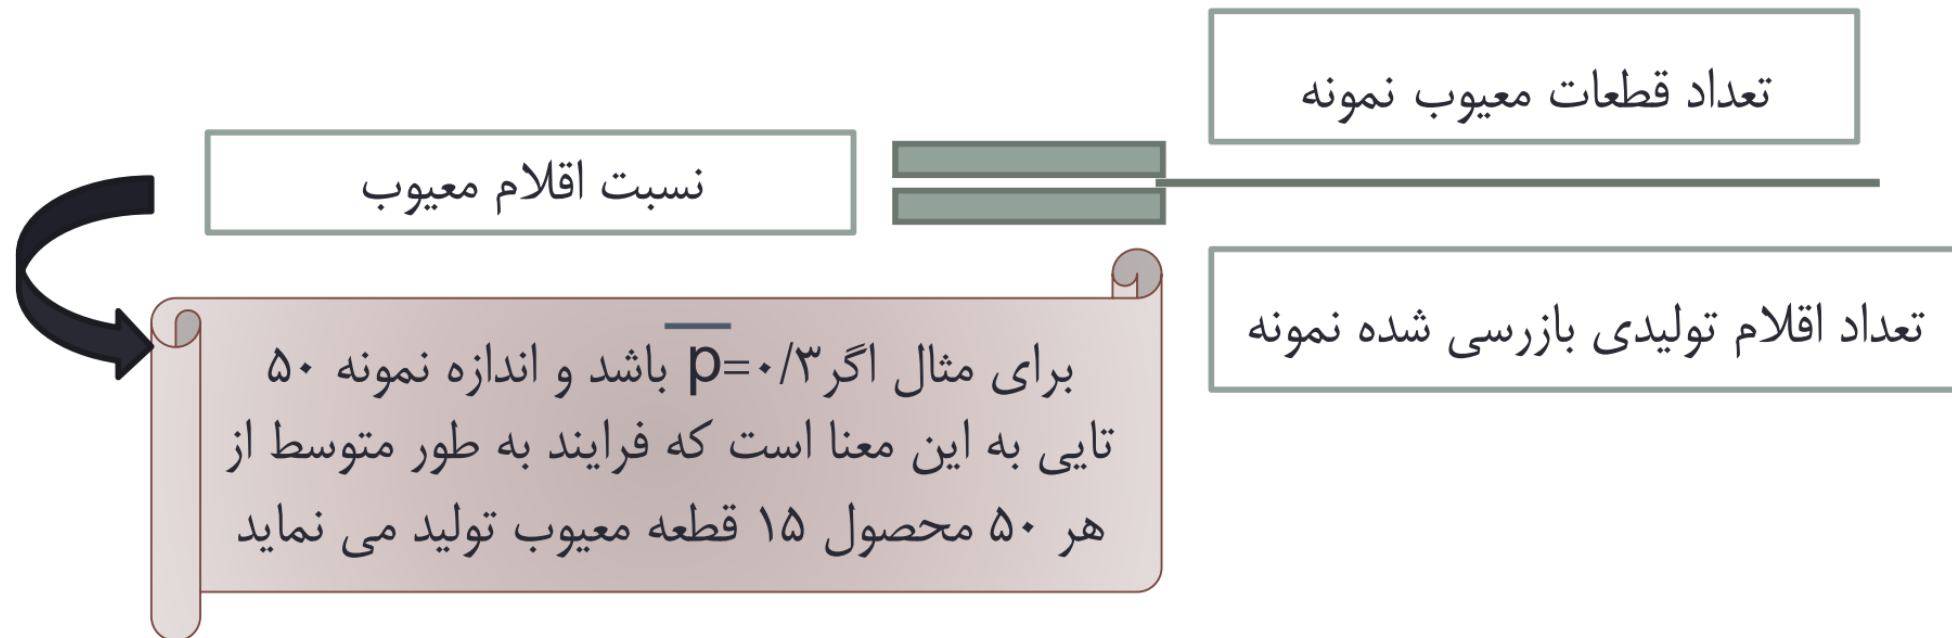 تعداد قطعات معیوب نمونه
نسبت اقلام معیوب
تعداد اقلام تولیدی بازرسی شده نمونه
برای مثال اگر p̅=۰/۳ باشد و اندازه نمونه ۵۰
تایی به این معنا است که فرایند به طور متوسط از
هر ۵۰ محصول ۱۵ قطعه معیوب تولید می نماید